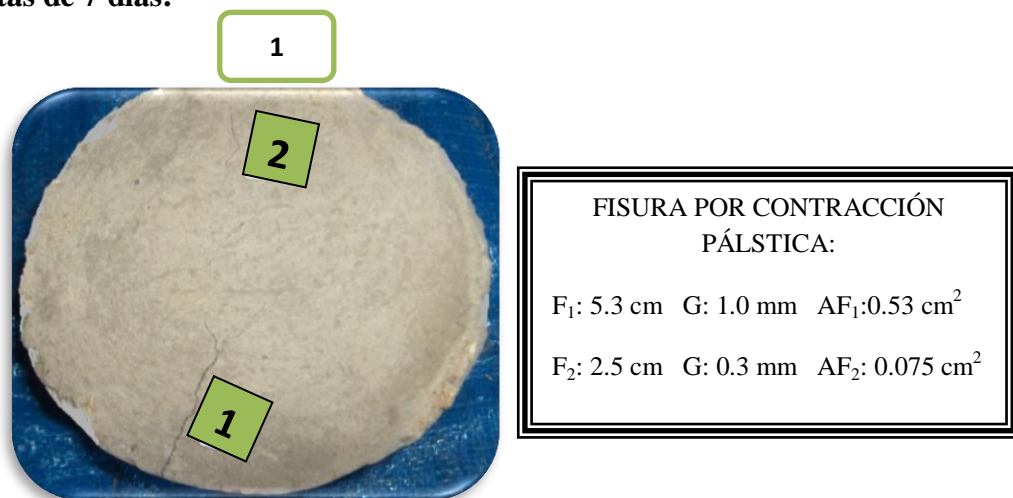 tas de 7 días:
1
2
1
FISURA POR CONTRACCIÓN
PÁLSTICA:
F₁: 5.3 cm G: 1.0 mm AF₁:0.53 cm²
F₂: 2.5 cm G: 0.3 mm AF₂: 0.075 cm²